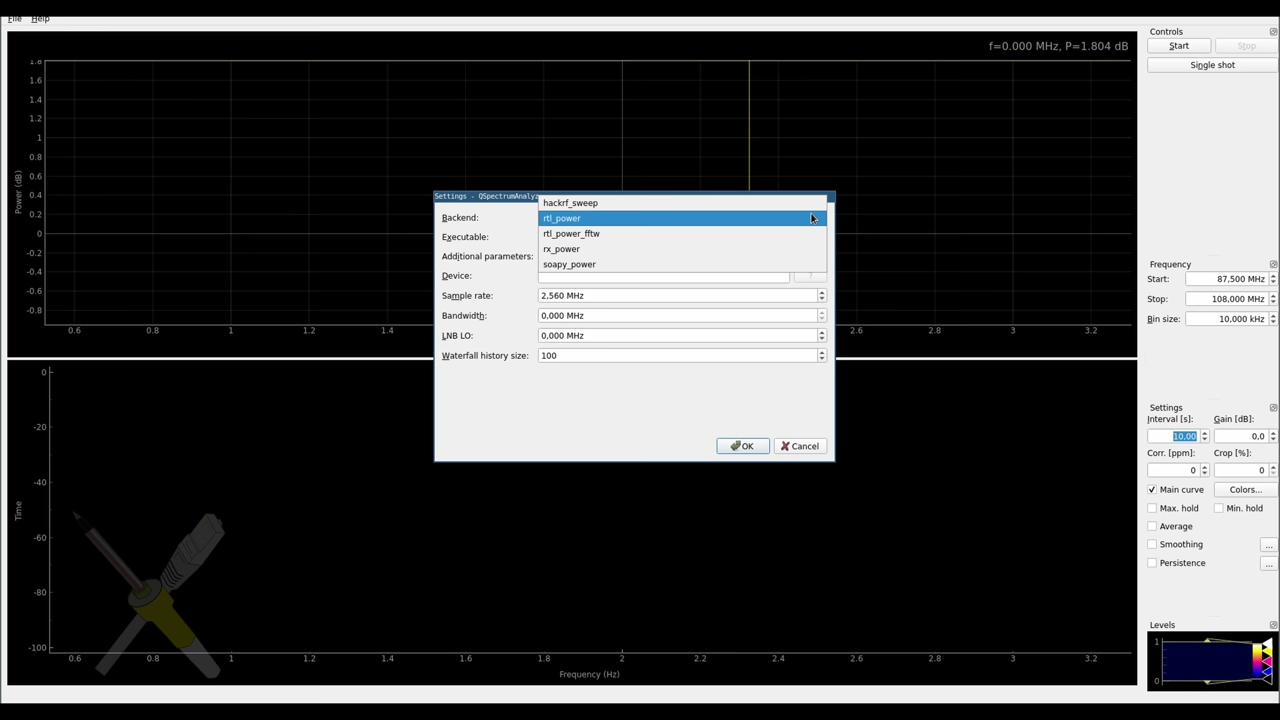 File Help
f=0.000 MHz, P=1.804 dB
1.8
1.6
1.4
1.2
1
0.8
0.6
0.4
0.2
0
-0.2
-0.4
-0.6
-0.8
Power (dB)
0.6 0.8 1 1.2 1.4 1.6 1.8 2.6 2.8 3 3.2
Settings - QSpectrumAnalyz
Backend:
hackrf_sweep
rtl_power
rtl_power_fftw
rx_power
soapy_power
Executable:
Additional parameters:
Device: ?
Sample rate: 2,560 MHz
Bandwidth: 0,000 MHz
LNB LO: 0,000 MHz
Waterfall history size: 100
OK Cancel
0
-20
-40
-60
-80
-100
Time
0.6 0.8 1 1.2 1.4 1.6 1.8 2 2.2 2.4 2.6 2.8 3 3.2
Frequency (Hz)
Controls
Start Stop
Single shot
Frequency
Start: 87,500 MHz
Stop: 108,000 MHz
Bin size: 10,000 kHz
Settings
Interval [s]: Gain [dB]:
10,00 0,0
Corr. [ppm]: Crop [%]:
0 0
Main curve Colors...
Max. hold Min. hold
Average
Smoothing ...
Persistence ...
Levels
1
0